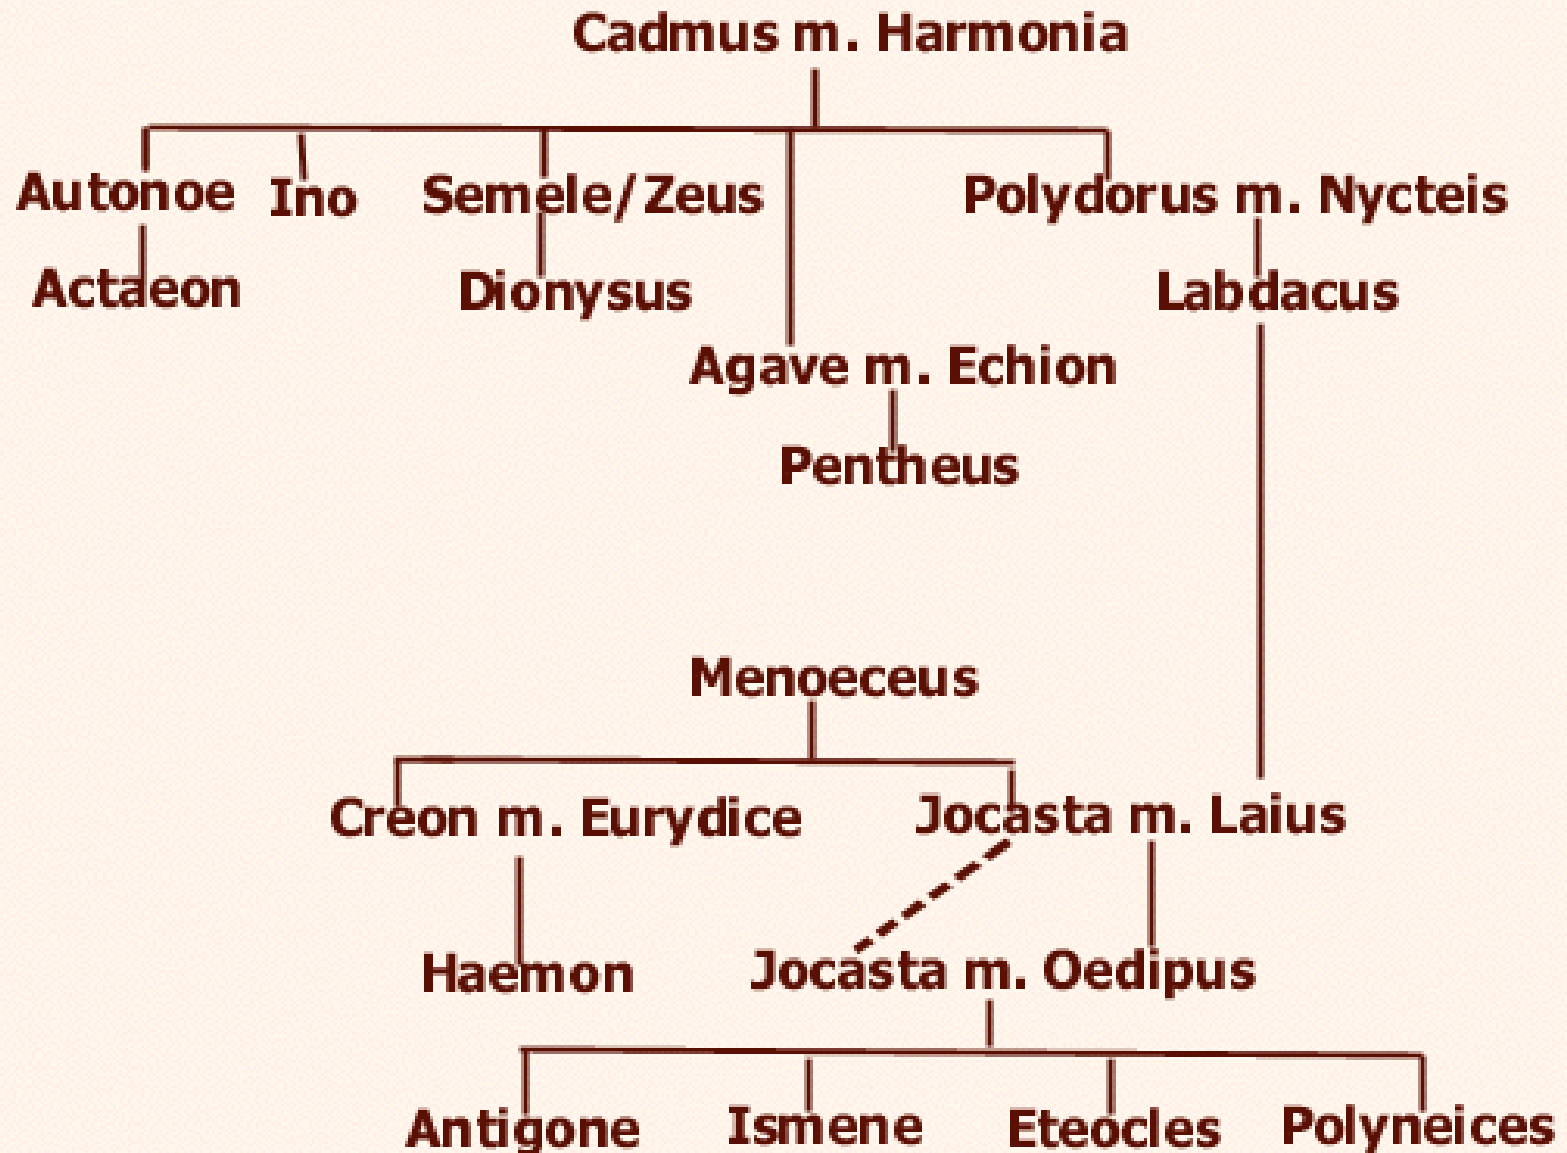 Cadmus m. Harmonia
Autonoe Ino Semele/Zeus Polydorus m. Nycteis
Actaeon Dionysus Labdacus
Agave m. Echion
Pentheus
Menoeceus
Creon m. Eurydice Jocasta m. Laius
Haemon Jocasta m. Oedipus
Antigone Ismene Eteocles Polyneices